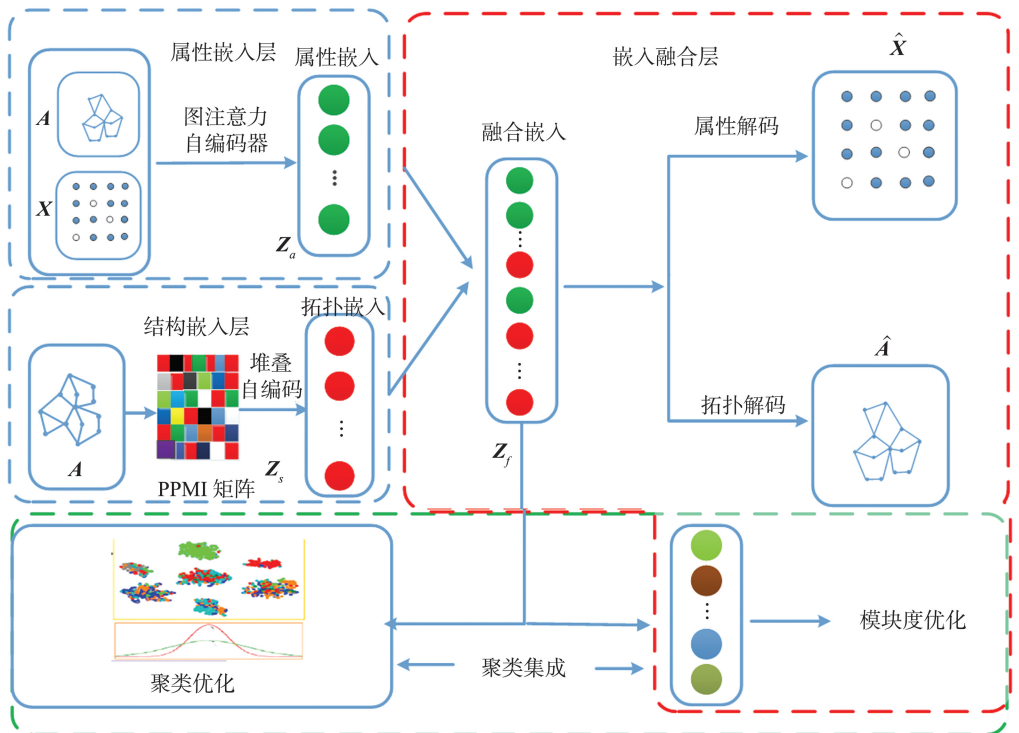 属性嵌入层
属性嵌入
A
图注意力
自编码器
X
Z_a
结构嵌入层
拓扑嵌入
堆叠
自编码
A
Z_s
PPMI 矩阵
嵌入融合层
融合嵌入
Z_f
属性解码
X̂
拓扑解码
Â
聚类优化
聚类集成
模块度优化